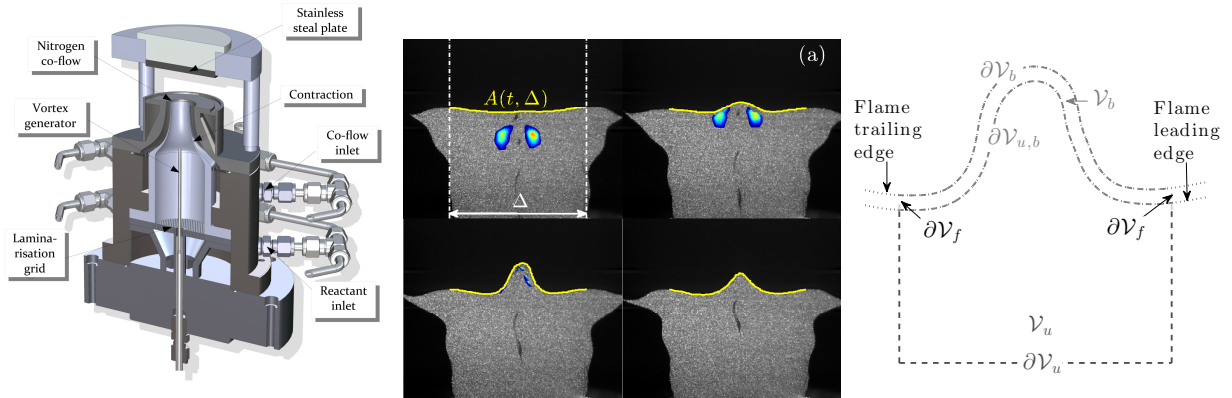 Stainless
steal plate
Nitrogen
co-flow
Vortex
generator
Contraction
Co-flow
inlet
Lamina-
risation
grid
Reactant
inlet
(a)
A(t, Δ)
Δ
∂𝒱_b
𝒱_b
Flame
trailing
edge
∂𝒱_{u,b}
Flame
leading
edge
∂𝒱_f
∂𝒱_f
𝒱_u
∂𝒱_u